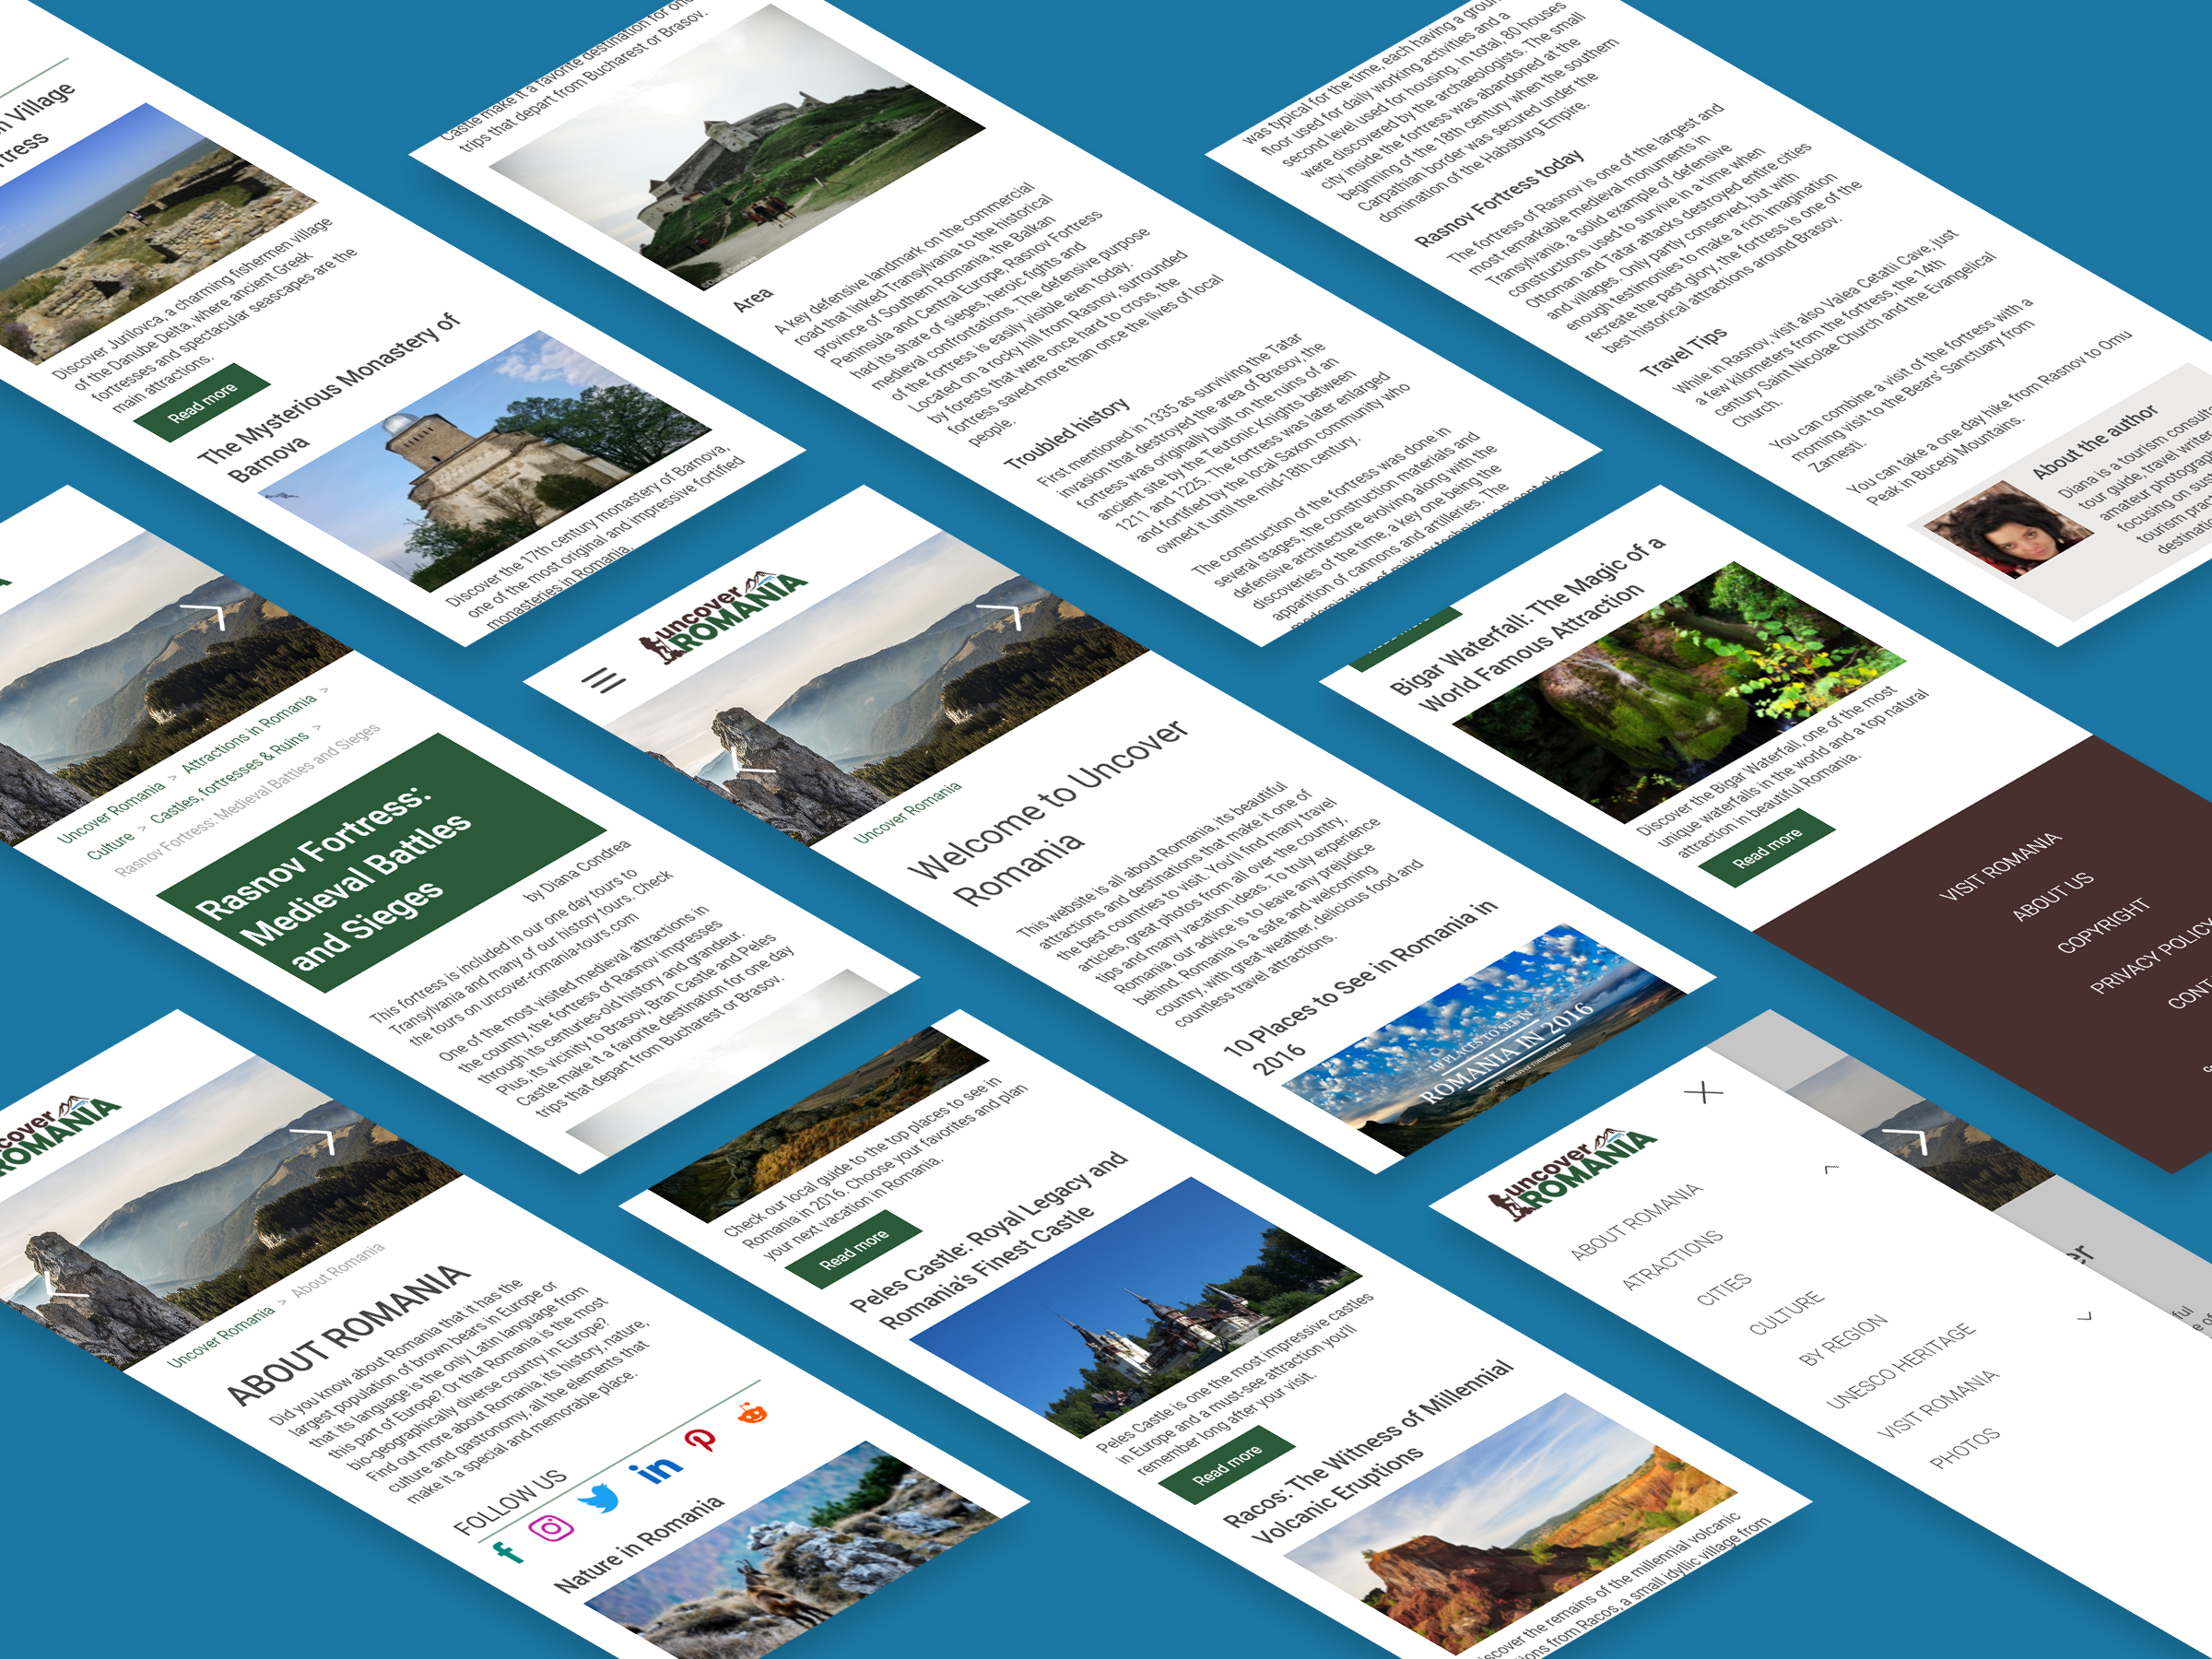 n Village
rtress
Discover Jurilovca, a charming fishermen village
of the Danube Delta, where ancient Greek
fortresses and spectacular seascapes are the
main attractions.
Read more
The Mysterious Monastery of
Barnova
Discover the 17th century monastery of Barnova,
one of the most original and impressive fortified
monasteries in Romania.
Castle make it a favorite destination for one
trips that depart from Bucharest or Brasov.
Area
A key defensive landmark on the commercial
road that linked Transylvania to the historical
province of Southern Romania, the Balkan
Peninsula and Central Europe, Rasnov Fortress
had its share of sieges, heroic fights and
medieval confrontations. The defensive purpose
of the fortress is easily visible even today.
Located on a rocky hill from Rasnov, surrounded
by forests that were once hard to cross, the
fortress saved more than once the lives of local
people.
Troubled history
First mentioned in 1335 as surviving the Tatar
invasion that destroyed the area of Brasov, the
fortress was originally built on the ruins of an
ancient site by the Teutonic Knights between
1211 and 1225. The fortress was later enlarged
and fortified by the local Saxon community who
owned it until the mid-18th century.
The construction of the fortress was done in
several stages, the construction materials and
defensive architecture evolving along with the
discoveries of the time, a key one being the
apparition of cannons and artilleries. The
was typical for the time, each having a ground
floor used for daily working activities and a
second level used for housing. In total, 80 houses
were discovered by the archaeologists. The small
city inside the fortress was abandoned at the
beginning of the 18th century when the southern
Carpathian border was secured under the
domination of the Habsburg Empire.
Rasnov Fortress today
The fortress of Rasnov is one of the largest and
most remarkable medieval monuments in
Transylvania, a solid example of defensive
constructions used to survive in a time when
Ottoman and Tatar attacks destroyed entire cities
and villages. Only partly conserved, but with
enough testimonies to make a rich imagination
recreate the past glory, the fortress is one of the
best historical attractions around Brasov.
Travel Tips
While in Rasnov, visit also Valea Cetatii Cave, just
a few kilometers from the fortress, the 14th
century Saint Nicolae Church and the Evangelical
Church.
You can combine a visit of the fortress with a
morning visit to the Bears' Sanctuary from
Zarnesti.
You can take a one day hike from Rasnov to Omu
Peak in Bucegi Mountains.
About the author
Diana is a tourism consult
tour guide, travel writer
amateur photograp
focusing on sust
tourism prac
destinati
Uncover Romania > Attractions in Romania >
Culture > Castles, fortresses & Ruins >
Rasnov Fortress: Medieval Battles and Sieges
Rasnov Fortress:
Medieval Battles
and Sieges
by Diana Condrea
This fortress is included in our one day tours to
Transylvania and many of our history tours. Check
the tours on uncover-romania-tours.com
One of the most visited medieval attractions in
the country, the fortress of Rasnov impresses
through its centuries-old history and grandeur.
Plus, its vicinity to Brasov, Bran Castle and Peles
Castle make it a favorite destination for one day
trips that depart from Bucharest or Brasov.
uncover
ROMANIA
Uncover Romania
Welcome to Uncover
Romania
This website is all about Romania, its beautiful
attractions and destinations that make it one of
the best countries to visit. You'll find many travel
articles, great photos from all over the country,
tips and many vacation ideas. To truly experience
Romania, our advice is to leave any prejudice
behind. Romania is a safe and welcoming
country, with great weather, delicious food and
countless travel attractions.
10 Places to See in Romania in
2016
10 PLACES TO SEE IN
ROMANIA IN 2016
www.uncover-romania.com
Bigar Waterfall: The Magic of a
World Famous Attraction
Discover the Bigar Waterfall, one of the most
unique waterfalls in the world and a top natural
attraction in beautiful Romania.
Read more
VISIT ROMANIA
ABOUT US
COPYRIGHT
PRIVACY POLICY
CONT
cover
ROMANIA
Uncover Romania > About Romania
ABOUT ROMANIA
Did you know about Romania that it has the
largest population of brown bears in Europe or
that its language is the only Latin language from
this part of Europe? Or that Romania is the most
bio-geographically diverse country in Europe?
Find out more about Romania, its history, nature,
culture and gastronomy, all the elements that
make it a special and memorable place.
FOLLOW US
Nature in Romania
Check our local guide to the top places to see in
Romania in 2016. Choose your favorites and plan
your next vacation in Romania.
Read more
Peles Castle: Royal Legacy and
Romania's Finest Castle
Peles Castle is one the most impressive castles
in Europe and a must-see attraction you'll
remember long after your visit.
Read more
Racos: The Witness of Millennial
Volcanic Eruptions
scover the remains of the millennial volcanic
tions from Racos, a small idyllic village from
uncover
ROMANIA
ABOUT ROMANIA
ATRACTIONS
CITIES
CULTURE
BY REGION
UNESCO HERITAGE
VISIT ROMANIA
PHOTOS
er
ful
e of